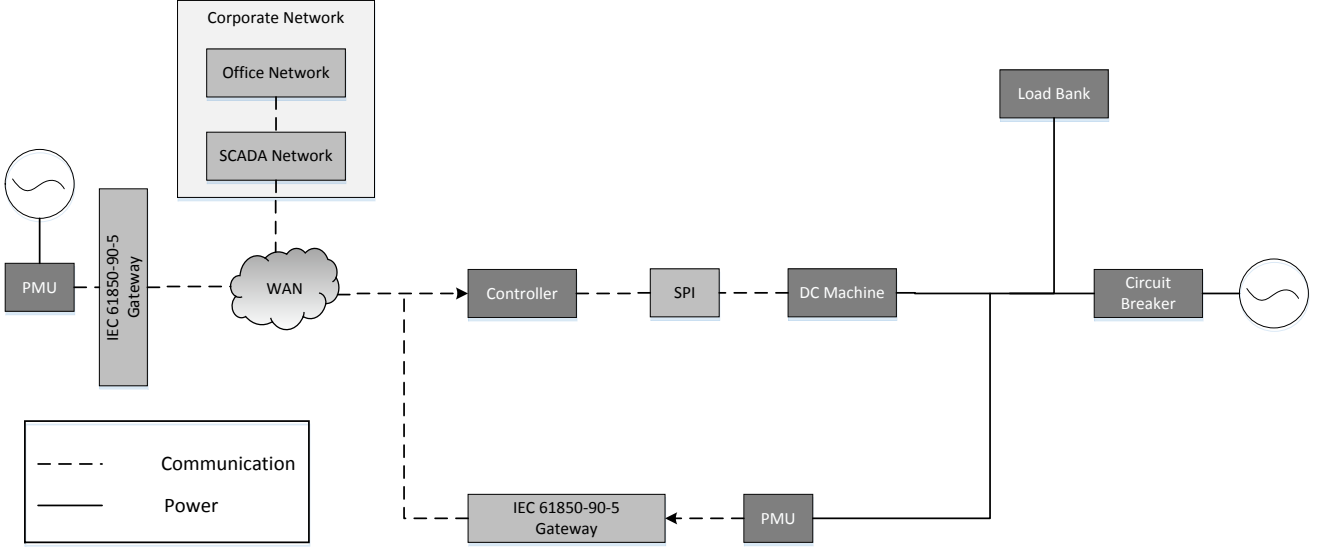 Corporate Network
Office Network
SCADA Network
PMU
IEC 61850-90-5
Gateway
WAN
Controller
SPI
DC Machine
Load Bank
Circuit
Breaker
IEC 61850-90-5
Gateway
PMU
Communication
Power